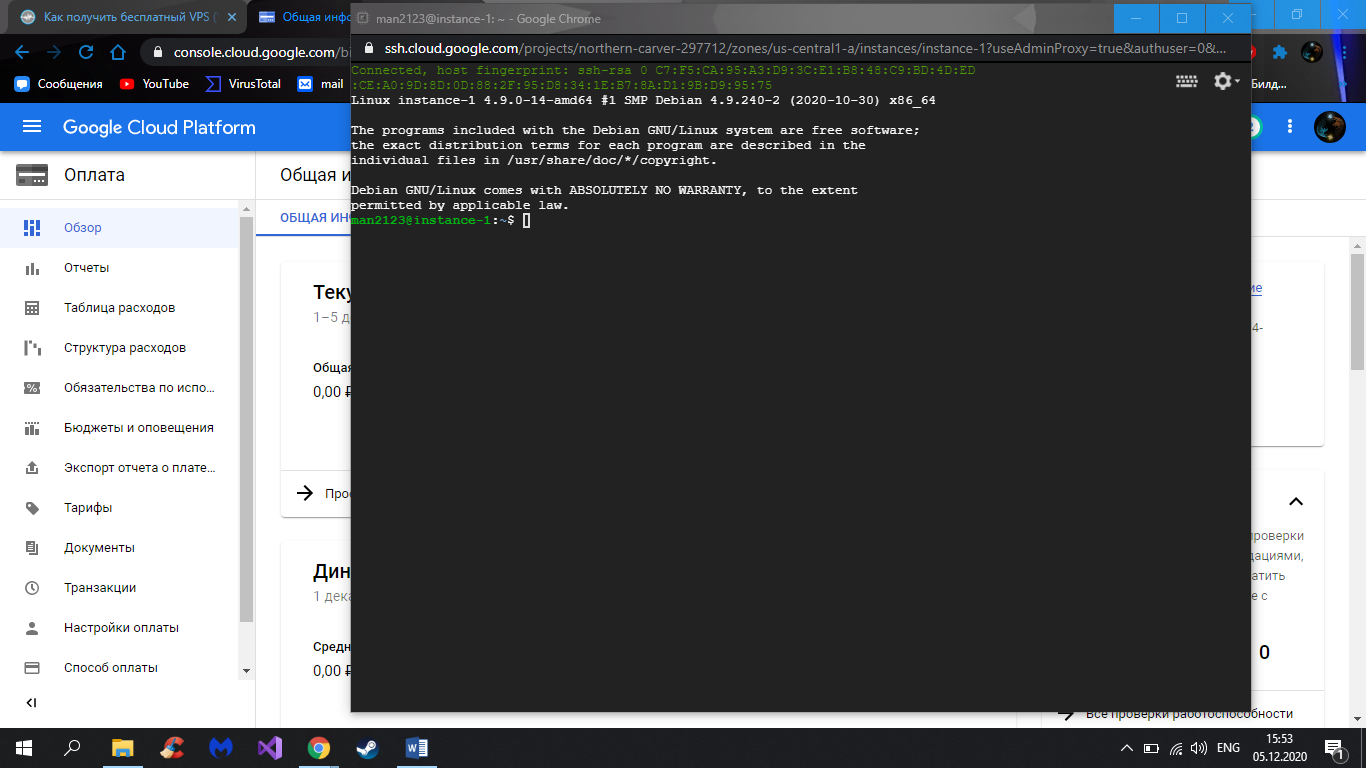 Как получить бесплатный VPS (
Общая инфо
man2123@instance-1: ~ - Google Chrome
console.cloud.google.com/bi
ssh.cloud.google.com/projects/northern-carver-297712/zones/us-central1-a/instances/instance-1?useAdminProxy=true&authuser=0&...
Сообщения
YouTube
VirusTotal
mail
Билд...
Google Cloud Platform
Connected, host fingerprint: ssh-rsa 0 C7:F5:CA:95:A3:D9:3C:E1:B8:48:C9:BD:4D:ED
:CE:A0:9D:8D:0D:88:2F:95:D8:34:1E:B7:8A:D1:9B:D9:95:75
Linux instance-1 4.9.0-14-amd64 #1 SMP Debian 4.9.240-2 (2020-10-30) x86_64
The programs included with the Debian GNU/Linux system are free software;
the exact distribution terms for each program are described in the
individual files in /usr/share/doc/*/copyright.
Debian GNU/Linux comes with ABSOLUTELY NO WARRANTY, to the extent
permitted by applicable law.
man2123@instance-1:~$
Оплата
Обзор
Отчеты
Таблица расходов
Структура расходов
Обязательства по испо...
Бюджеты и оповещения
Экспорт отчета о плате...
Тарифы
Документы
Транзакции
Настройки оплаты
Способ оплаты
Общая и
ОБЩАЯ ИН
Теку
1–5 д
Общая
0,00 ₽
Прос
Дин
1 дека
Средн
0,00 ₽
ие
4-
проверки
дациями,
атить
е с
0
Все проверки работоспособности
ENG
15:53
05.12.2020
1